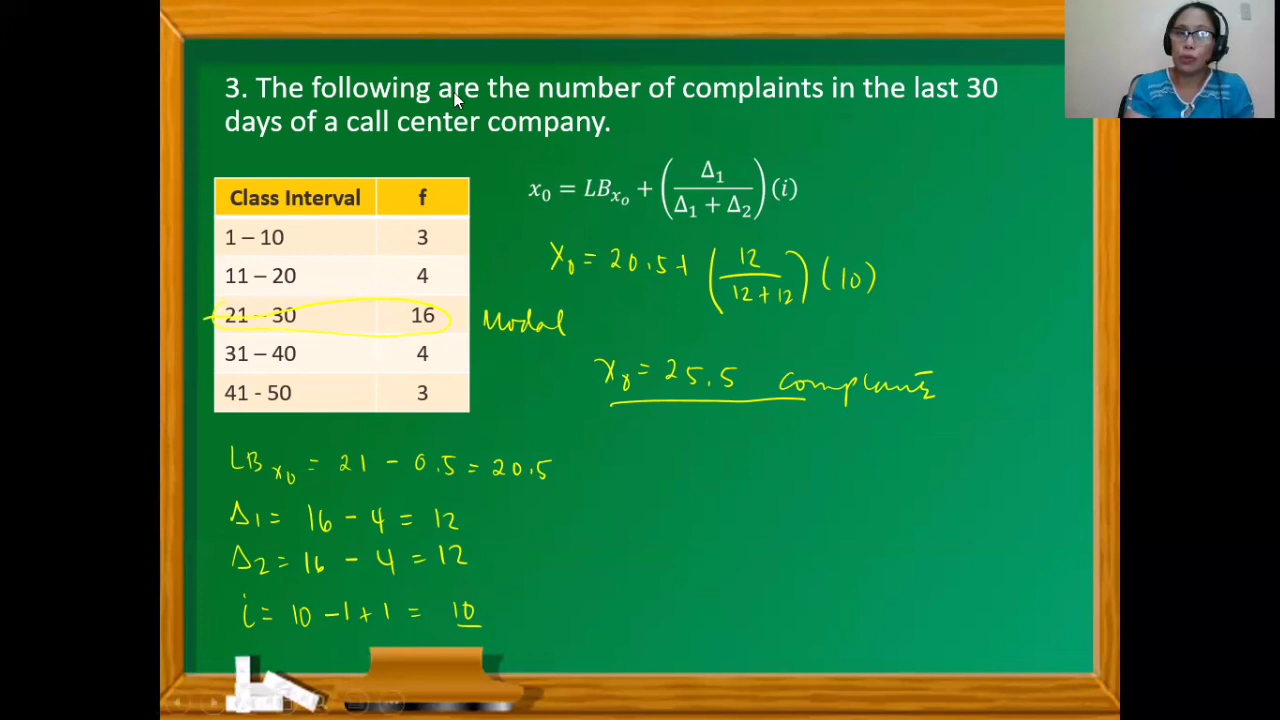 3. The following are the number of complaints in the last 30
days of a call center company.
Class Interval f
1 – 10 3
11 – 20 4
21 – 30 16
31 – 40 4
41 - 50 3
x₀ = LBₓₒ + (Δ₁ / (Δ₁ + Δ₂)) (i)
x₀ = 20.5 + (12 / (12 + 12)) (10)
Modal
x₀ = 25.5 complaints
LBₓ₀ = 21 - 0.5 = 20.5
Δ1 = 16 - 4 = 12
Δ2 = 16 - 4 = 12
i = 10 - 1 + 1 = 10